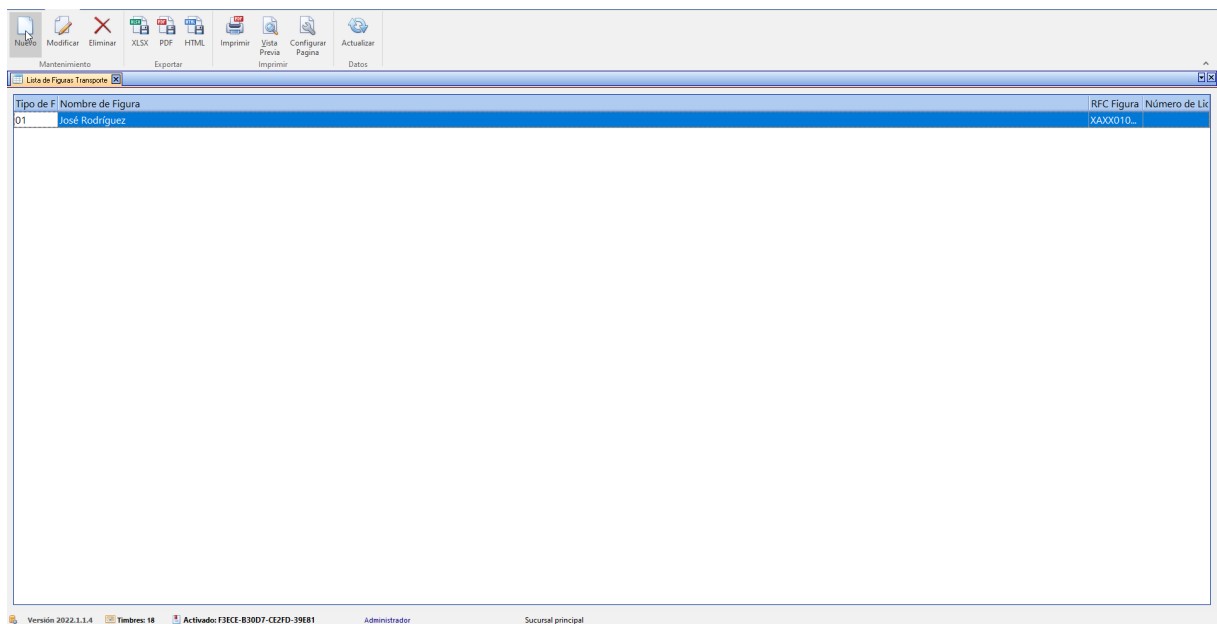 Nuevo Modificar Eliminar XLSX PDF HTML Imprimir Vista Previa Configurar Pagina Actualizar
Mantenimiento Exportar Imprimir Datos
Lista de Figuras Transporte
Tipo de F Nombre de Figura RFC Figura Número de Lic
01 José Rodríguez XAXX010...
Versión 2022.1.1.4 Timbres: 18 Activado: F3ECE-B30D7-CE2FD-39E81 Administrador Sucursal principal